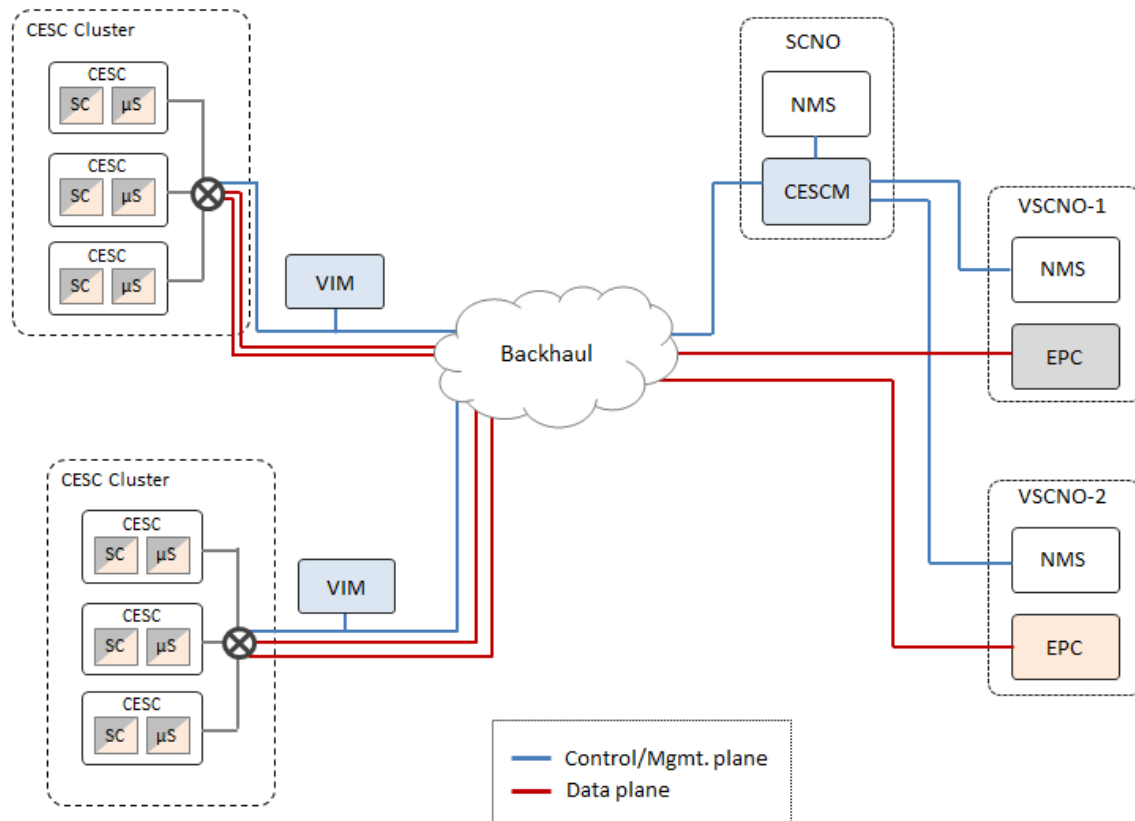 CESC Cluster
CESC
SC µS
CESC
SC µS
CESC
SC µS
VIM
Backhaul
SCNO
NMS
CESCM
VSCNO-1
NMS
EPC
CESC Cluster
CESC
SC µS
CESC
SC µS
CESC
SC µS
VIM
VSCNO-2
NMS
EPC
Control/Mgmt. plane
Data plane